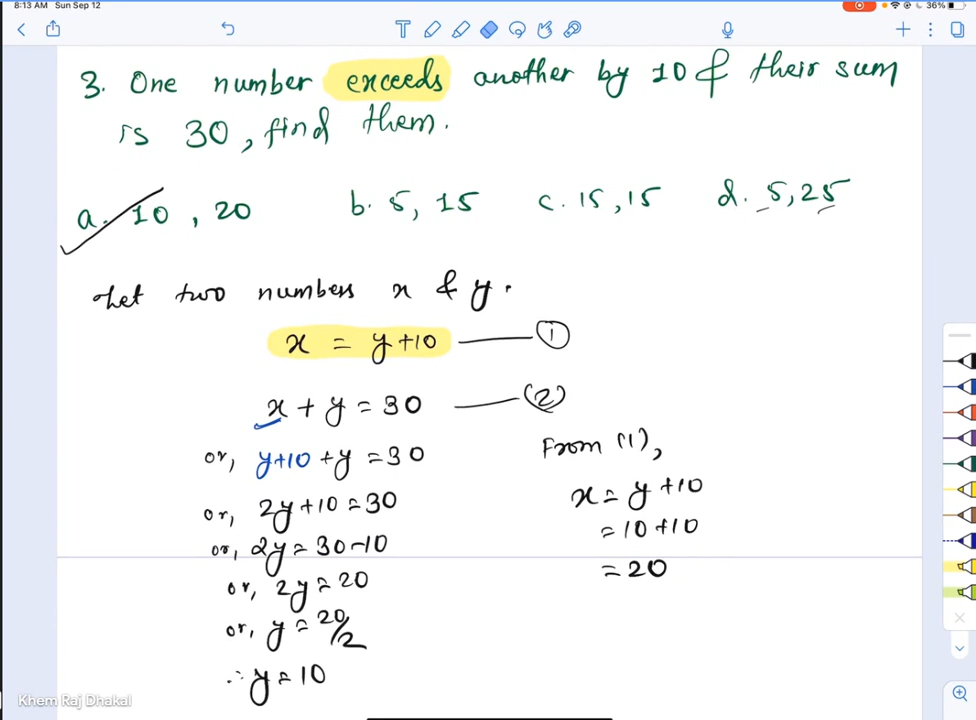 8:13 AM Sun Sep 12
36%
3. One number exceeds another by 10 & their sum
is 30, find them.
a. 10, 20 b. 5, 15 c. 15, 15 d. 5, 25
Let two numbers x & y.
x = y+10 —— (1)
x + y = 30 —— (2)
or, y+10 +y = 30
or, 2y+10 = 30
or, 2y = 30-10
or, 2y = 20
or, y = 20/2
∴ y = 10
From (1),
x = y +10
= 10 +10
= 20
Khem Raj Dhakal